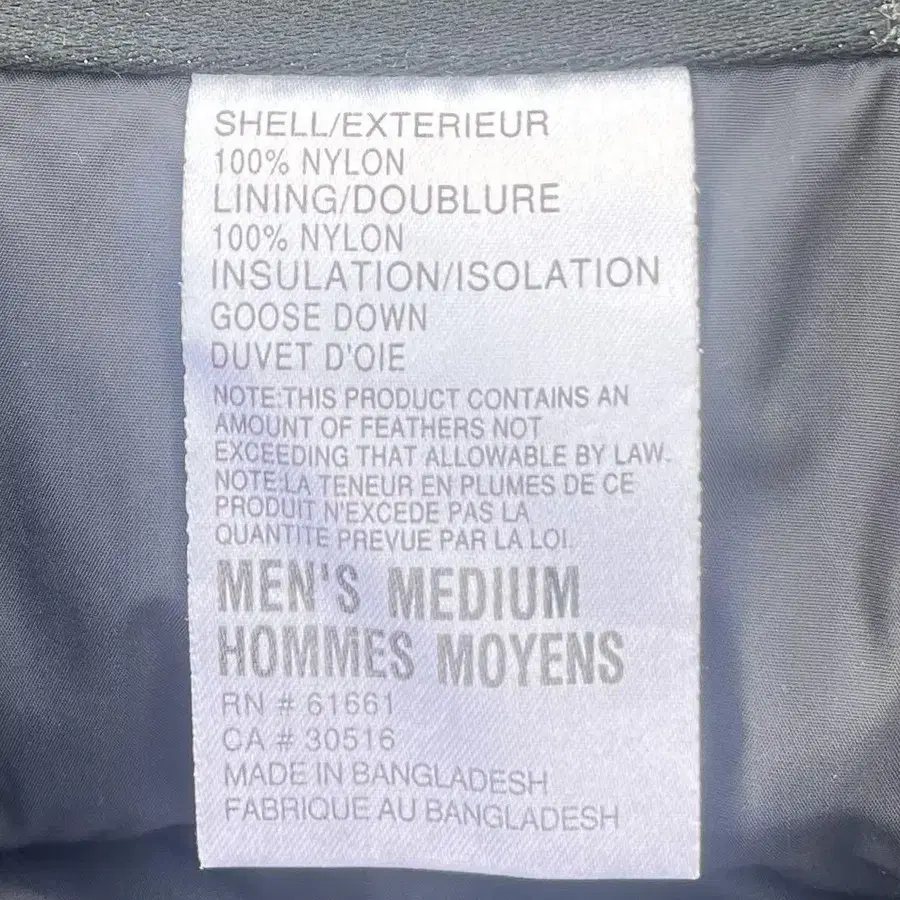 SHELL/EXTERIEUR
100% NYLON
LINING/DOUBLURE
100% NYLON
INSULATION/ISOLATION
GOOSE DOWN
DUVET D'OIE
NOTE:THIS PRODUCT CONTAINS AN
AMOUNT OF FEATHERS NOT
EXCEEDING THAT ALLOWABLE BY LAW.
NOTE:LA TENEUR EN PLUMES DE CE
PRODUIT N'EXCEDE PAS LA
QUANTITE PREVUE PAR LA LOI.
MEN'S MEDIUM
HOMMES MOYENS
RN # 61661
CA # 30516
MADE IN BANGLADESH
FABRIQUE AU BANGLADESH